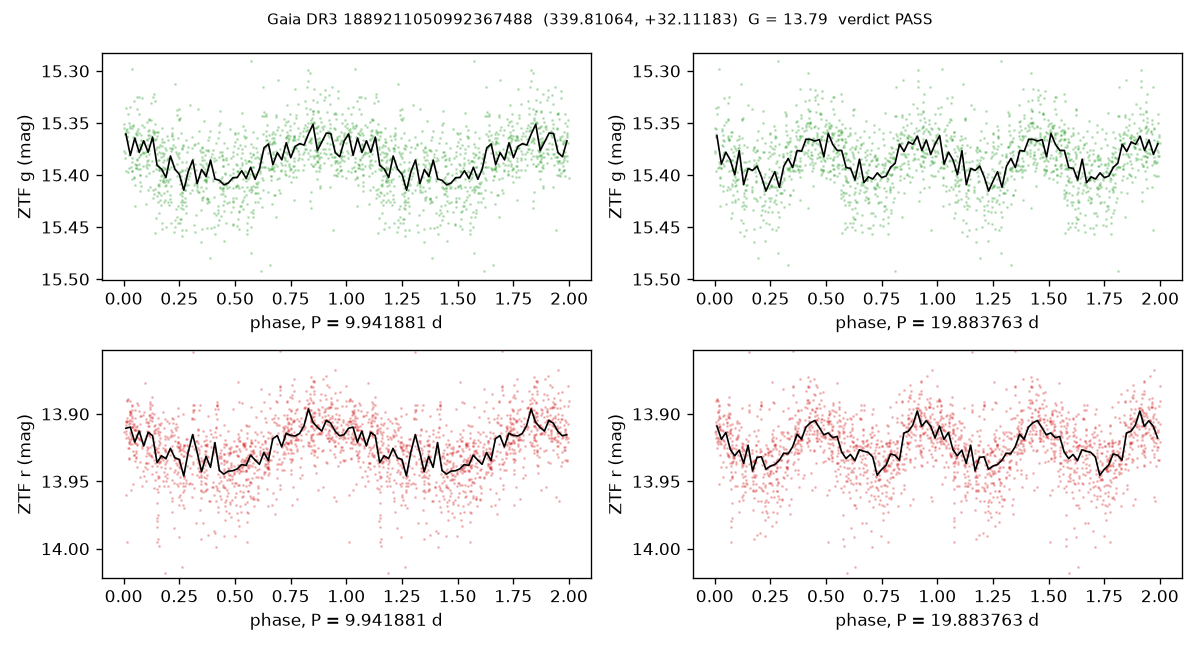 Gaia DR3 1889211050992367488  (339.81064, +32.11183)  G = 13.79  verdict PASS
15.30
15.35
15.40
15.45
15.50
ZTF g (mag)
0.00 0.25 0.50 0.75 1.00 1.25 1.50 1.75 2.00
phase, P = 9.941881 d
15.30
15.35
15.40
15.45
15.50
ZTF g (mag)
0.00 0.25 0.50 0.75 1.00 1.25 1.50 1.75 2.00
phase, P = 19.883763 d
13.90
13.95
14.00
ZTF r (mag)
0.00 0.25 0.50 0.75 1.00 1.25 1.50 1.75 2.00
phase, P = 9.941881 d
13.90
13.95
14.00
ZTF r (mag)
0.00 0.25 0.50 0.75 1.00 1.25 1.50 1.75 2.00
phase, P = 19.883763 d